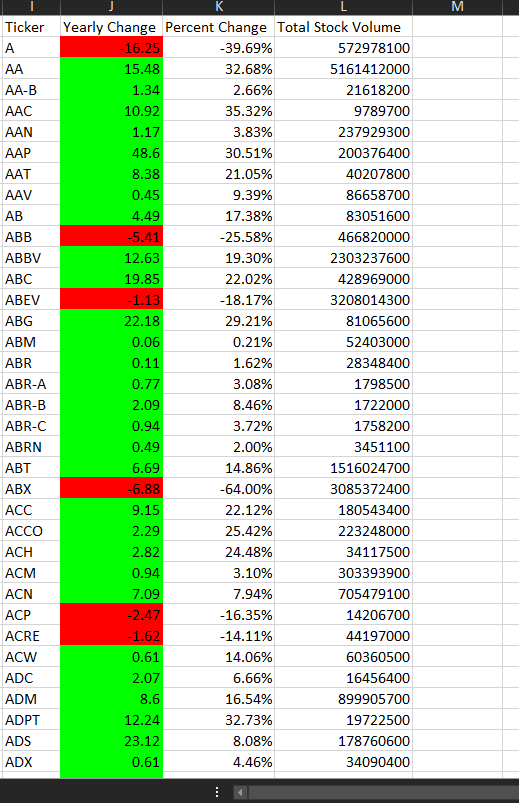 I J K L M
Ticker Yearly Change Percent Change Total Stock Volume
A -16.25 -39.69% 572978100
AA 15.48 32.68% 5161412000
AA-B 1.34 2.66% 21618200
AAC 10.92 35.32% 9789700
AAN 1.17 3.83% 237929300
AAP 48.6 30.51% 200376400
AAT 8.38 21.05% 40207800
AAV 0.45 9.39% 86658700
AB 4.49 17.38% 83051600
ABB -5.41 -25.58% 466820000
ABBV 12.63 19.30% 2303237600
ABC 19.85 22.02% 428969000
ABEV -1.13 -18.17% 3208014300
ABG 22.18 29.21% 81065600
ABM 0.06 0.21% 52403000
ABR 0.11 1.62% 28348400
ABR-A 0.77 3.08% 1798500
ABR-B 2.09 8.46% 1722000
ABR-C 0.94 3.72% 1758200
ABRN 0.49 2.00% 3451100
ABT 6.69 14.86% 1516024700
ABX -6.88 -64.00% 3085372400
ACC 9.15 22.12% 180543400
ACCO 2.29 25.42% 223248000
ACH 2.82 24.48% 34117500
ACM 0.94 3.10% 303393900
ACN 7.09 7.94% 705479100
ACP -2.47 -16.35% 14206700
ACRE -1.62 -14.11% 44197000
ACW 0.61 14.06% 60360500
ADC 2.07 6.66% 16456400
ADM 8.6 16.54% 899905700
ADPT 12.24 32.73% 19722500
ADS 23.12 8.08% 178760600
ADX 0.61 4.46% 34090400